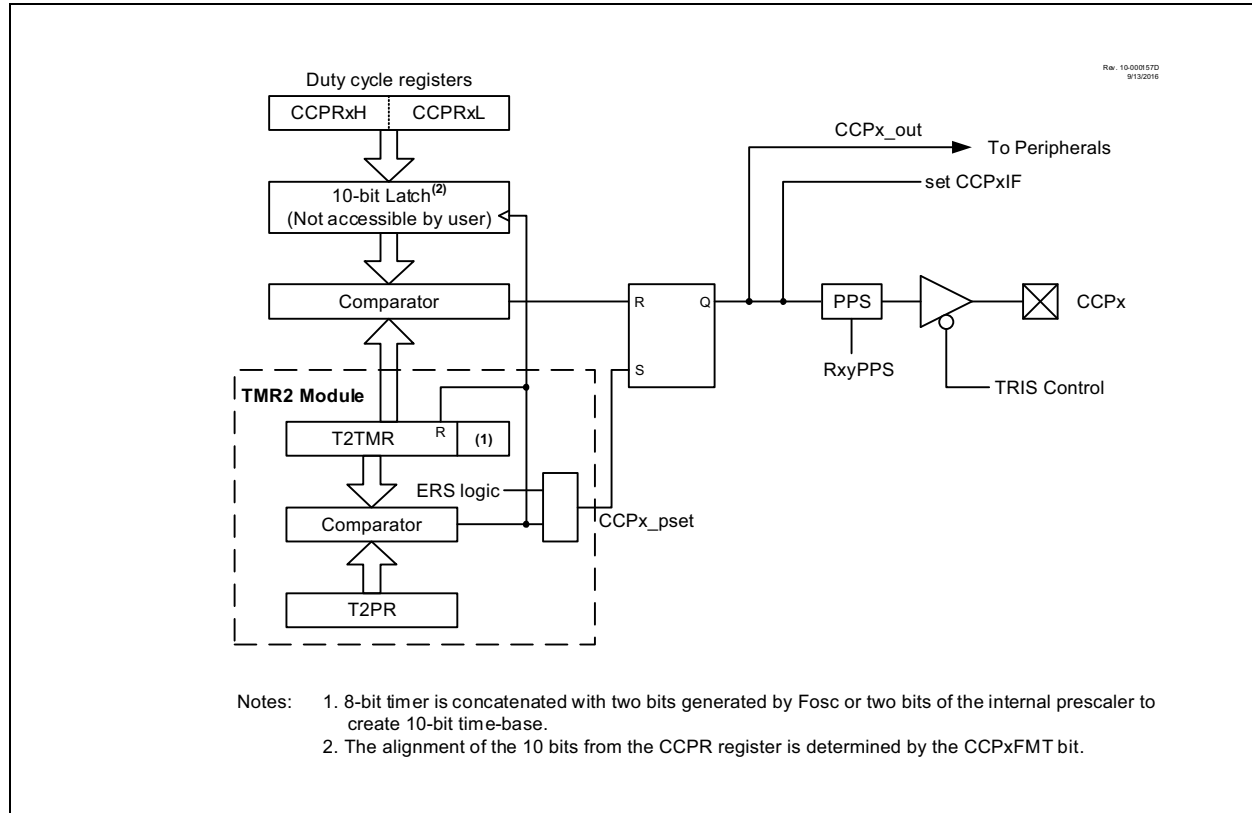 Rev. 10-000157D
9/13/2016
Duty cycle registers
CCPRxH CCPRxL
CCPx_out
To Peripherals
set CCPxIF
10-bit Latch(2)
(Not accessible by user)
Comparator
R Q
PPS
CCPx
S
RxyPPS
TRIS Control
TMR2 Module
T2TMR R (1)
ERS logic
Comparator
CCPx_pset
T2PR
Notes: 1. 8-bit timer is concatenated with two bits generated by Fosc or two bits of the internal prescaler to
create 10-bit time-base.
2. The alignment of the 10 bits from the CCPR register is determined by the CCPxFMT bit.